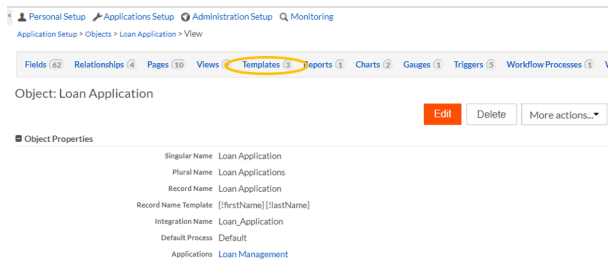 Personal Setup Applications Setup Administration Setup Monitoring
Application Setup > Objects > Loan Application > View
Fields 62 Relationships 4 Pages 10 Views Templates 3 Reports 1 Charts 2 Gauges 1 Triggers 5 Workflow Processes 1
Object: Loan Application
Edit Delete More actions...
Object Properties
Singular Name Loan Application
Plural Name Loan Applications
Record Name Loan Application
Record Name Template {!firstName} {!lastName}
Integration Name Loan_Application
Default Process Default
Applications Loan Management